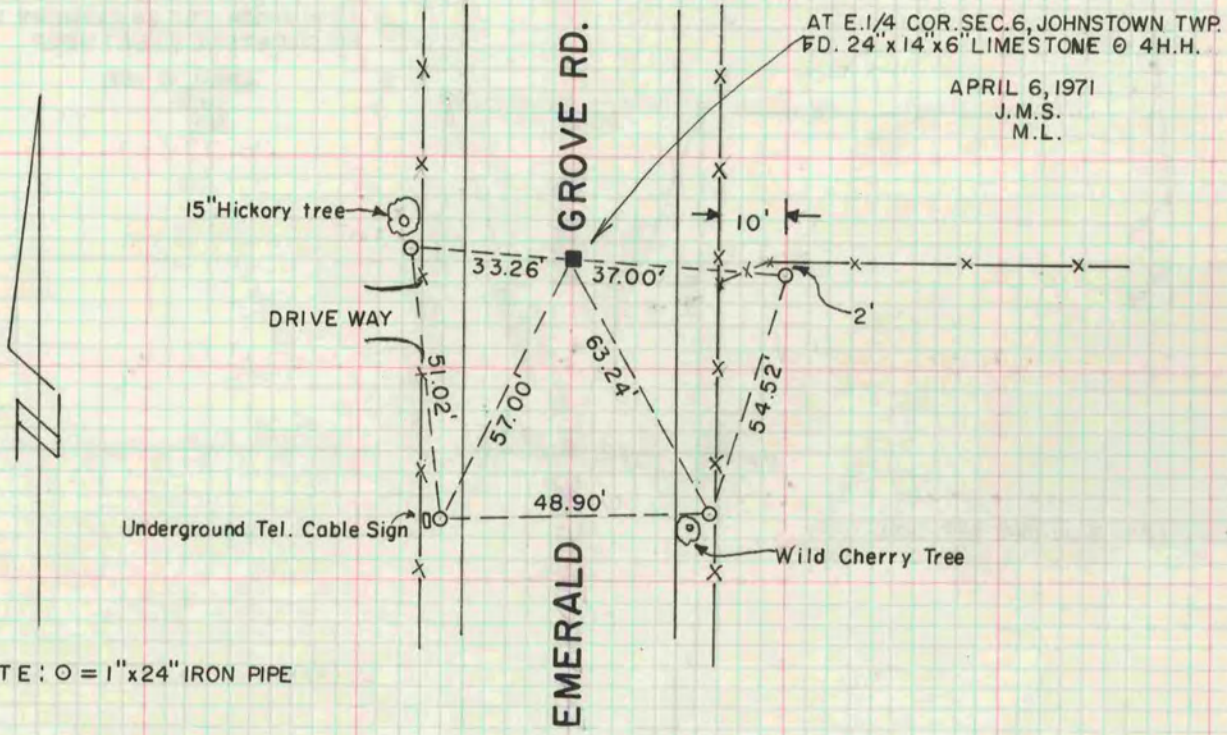 AT E.1/4 COR.SEC.6, JOHNSTOWN TWP.
FD. 24"x14"x6" LIMESTONE @ 4H.H.
APRIL 6, 1971
J.M.S.
M.L.
EMERALD GROVE RD.
15" Hickory tree
10'
33.26'
37.00'
2'
DRIVE WAY
51.02'
57.00'
63.24'
54.52'
48.90'
Underground Tel. Cable Sign
Wild Cherry Tree
TE: O = 1"x24" IRON PIPE
N